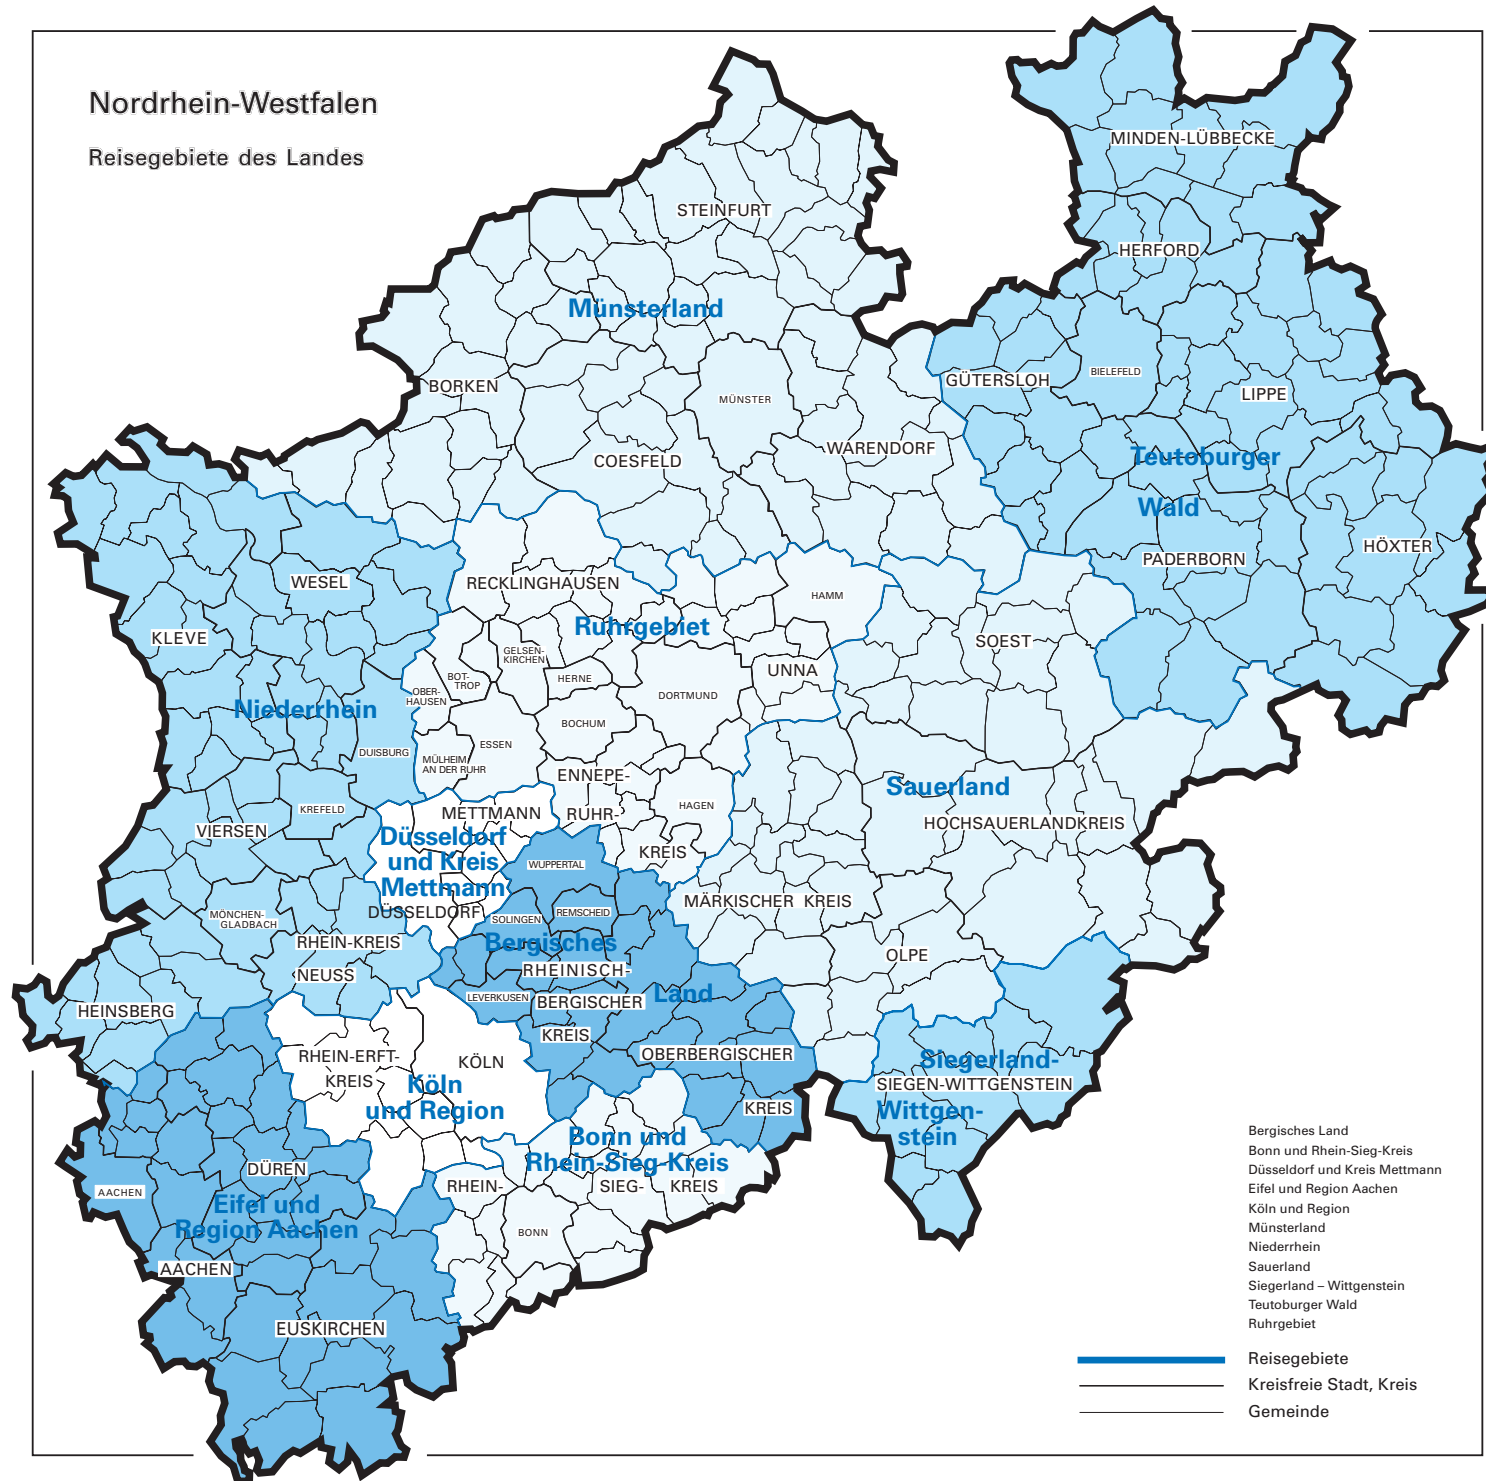 Nordrhein-Westfalen
Reisegebiete des Landes
MINDEN-LÜBBECKE
STEINFURT
HERFORD
Münsterland
BIELEFELD
GÜTERSLOH
BORKEN
LIPPE
MÜNSTER
WARENDORF
COESFELD
Teutoburger
Wald
HÖXTER
PADERBORN
WESEL
RECKLINGHAUSEN
HAMM
KLEVE
Ruhrgebiet
SOEST
GELSEN-
KIRCHEN
UNNA
HERNE
BOT-
TROP
OBER-
HAUSEN
DORTMUND
Niederrhein
BOCHUM
DUISBURG
ESSEN
MÜLHEIM
AN DER RUHR
ENNEPE-
RUHR-
KREIS
Sauerland
HAGEN
KREFELD
METTMANN
VIERSEN
HOCHSAUERLANDKREIS
Düsseldorf
und Kreis
Mettmann
WUPPERTAL
MÄRKISCHER KREIS
DÜSSELDORF
MÖNCHEN-
GLADBACH
SOLINGEN
REMSCHEID
RHEIN-KREIS
NEUSS
Bergisches
Land
OLPE
RHEINISCH-
BERGISCHER
KREIS
LEVERKUSEN
HEINSBERG
RHEIN-ERFT-
KREIS
KÖLN
OBERBERGISCHER
KREIS
Siegerland-
SIEGEN-WITTGENSTEIN
Wittgen-
stein
Köln
und Region
Bonn und
Rhein-Sieg-Kreis
DÜREN
RHEIN-
SIEG-
KREIS
AACHEN
Eifel und
Region Aachen
BONN
AACHEN
EUSKIRCHEN
Bergisches Land
Bonn und Rhein-Sieg-Kreis
Düsseldorf und Kreis Mettmann
Eifel und Region Aachen
Köln und Region
Münsterland
Niederrhein
Sauerland
Siegerland – Wittgenstein
Teutoburger Wald
Ruhrgebiet
Reisegebiete
Kreisfreie Stadt, Kreis
Gemeinde